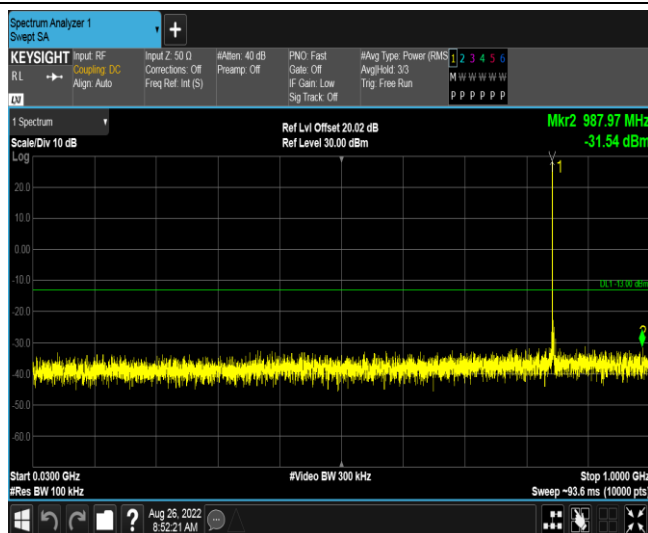 Spectrum Analyzer 1
Swept SA
+
KEYSIGHT
RL
LXI
Input: RF
Coupling: DC
Align: Auto
Input Z: 50 Ω
Corrections: Off
Freq Ref: Int (S)
#Atten: 40 dB
Preamp: Off
PNO: Fast
Gate: Off
IF Gain: Low
Sig Track: Off
#Avg Type: Power (RMS
Avg|Hold: 3/3
Trig: Free Run
1 2 3 4 5 6
M W W W W W
P P P P P P
1 Spectrum
Scale/Div 10 dB
Log
Ref Lvl Offset 20.02 dB
Ref Level 30.00 dBm
Mkr2 987.97 MHz
-31.54 dBm
1
20.0
10.0
0.00
-10.0
DL1 -13.00 dBm
-20.0
-30.0
2
-40.0
-50.0
-60.0
Start 0.0300 GHz
#Res BW 100 kHz
#Video BW 300 kHz
Stop 1.0000 GHz
Sweep ~93.6 ms (10000 pts)
?
Aug 26, 2022
8:52:21 AM